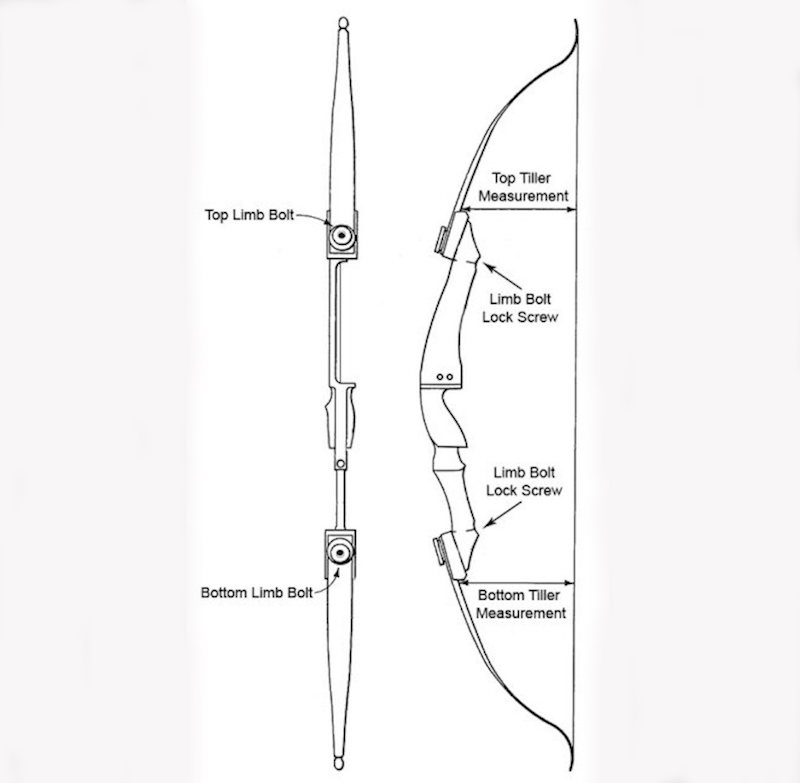 Top Limb Bolt
Top Tiller
Measurement
Limb Bolt
Lock Screw
Limb Bolt
Lock Screw
Bottom Limb Bolt
Bottom Tiller
Measurement